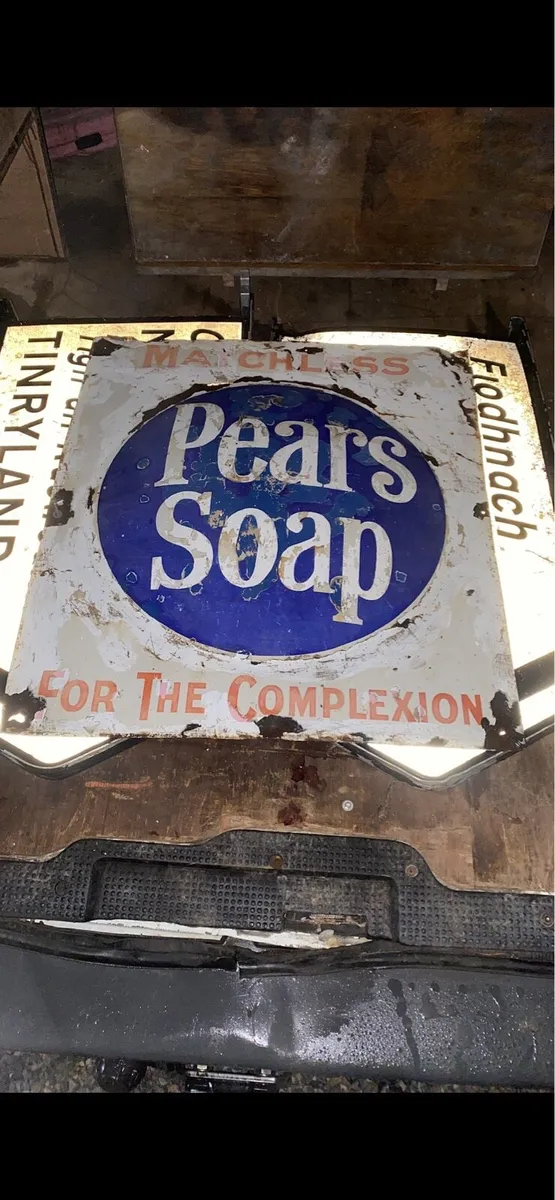 MATCHLESS
Pears
Soap
FOR THE COMPLEXION
TINRYLAND
Fiodhnach